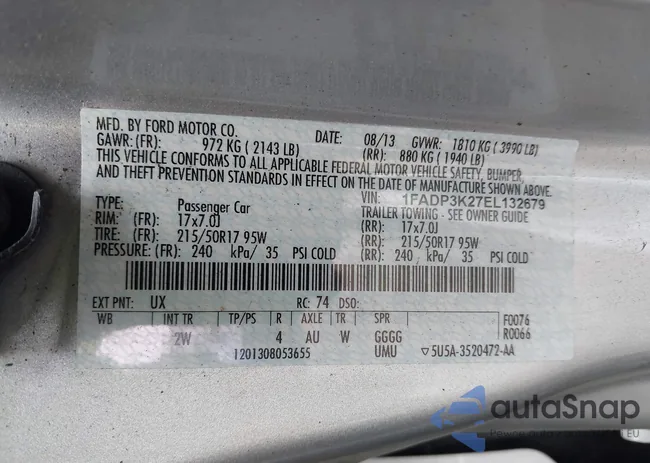 MFD. BY FORD MOTOR CO. DATE: 08/13 GVWR: 1810 KG ( 3990 LB)
GAWR: (FR): 972 KG ( 2143 LB) (RR): 880 KG ( 1940 LB)
THIS VEHICLE CONFORMS TO ALL APPLICABLE FEDERAL MOTOR VEHICLE SAFETY, BUMPER,
AND THEFT PREVENTION STANDARDS IN EFFECT ON THE DATE OF MANUFACTURE SHOWN ABOVE.
VIN: 1FADP3K27EL132679
TYPE: Passenger Car TRAILER TOWING - SEE OWNER GUIDE
RIM: (FR): 17x7.0J (RR): 17x7.0J
TIRE: (FR): 215/50R17 95W (RR): 215/50R17 95W
PRESSURE: (FR): 240 kPa/ 35 PSI COLD (RR): 240 kPa/ 35 PSI COLD
EXT PNT: UX RC: 74 DSO:
WB INT TR TP/PS R AXLE TR SPR F0076
2W 4 AU W GGGG R0066
1201308053655 UMU ▽5U5A-3520472-AA
autaSnap